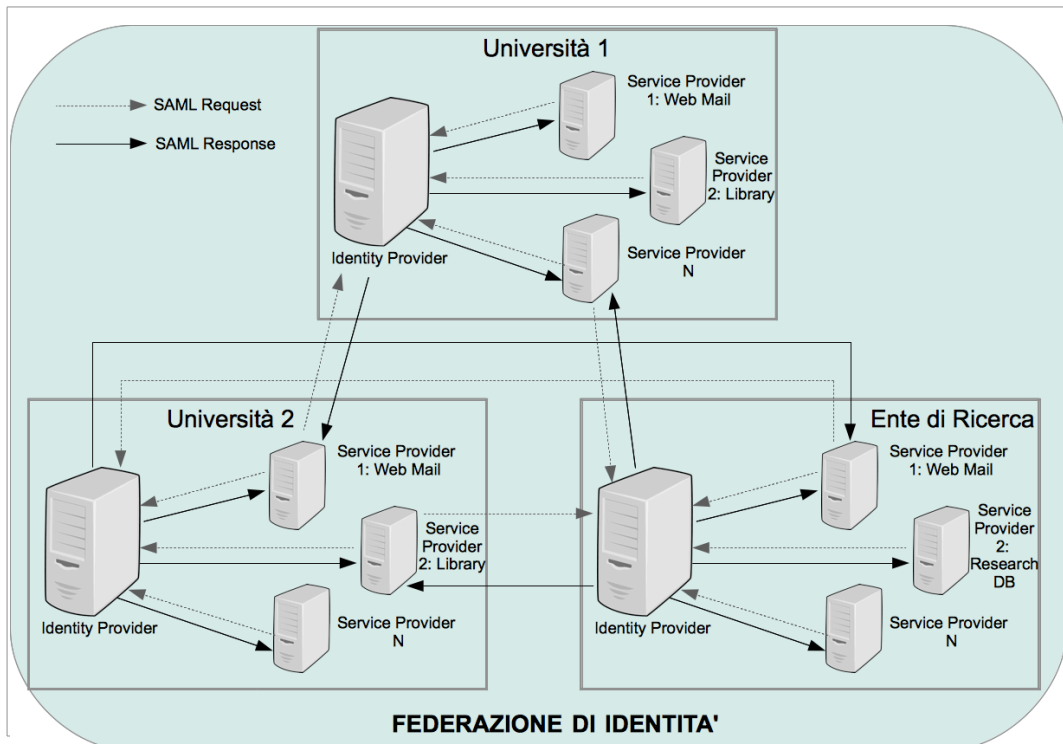 Università 1
SAML Request
SAML Response
Service Provider
1: Web Mail
Service
Provider
2: Library
Service Provider
N
Identity Provider
Università 2
Service Provider
1: Web Mail
Service
Provider
2: Library
Service Provider
N
Identity Provider
Ente di Ricerca
Service Provider
1: Web Mail
Service
Provider
2:
Research
DB
Service Provider
N
Identity Provider
FEDERAZIONE DI IDENTITA'